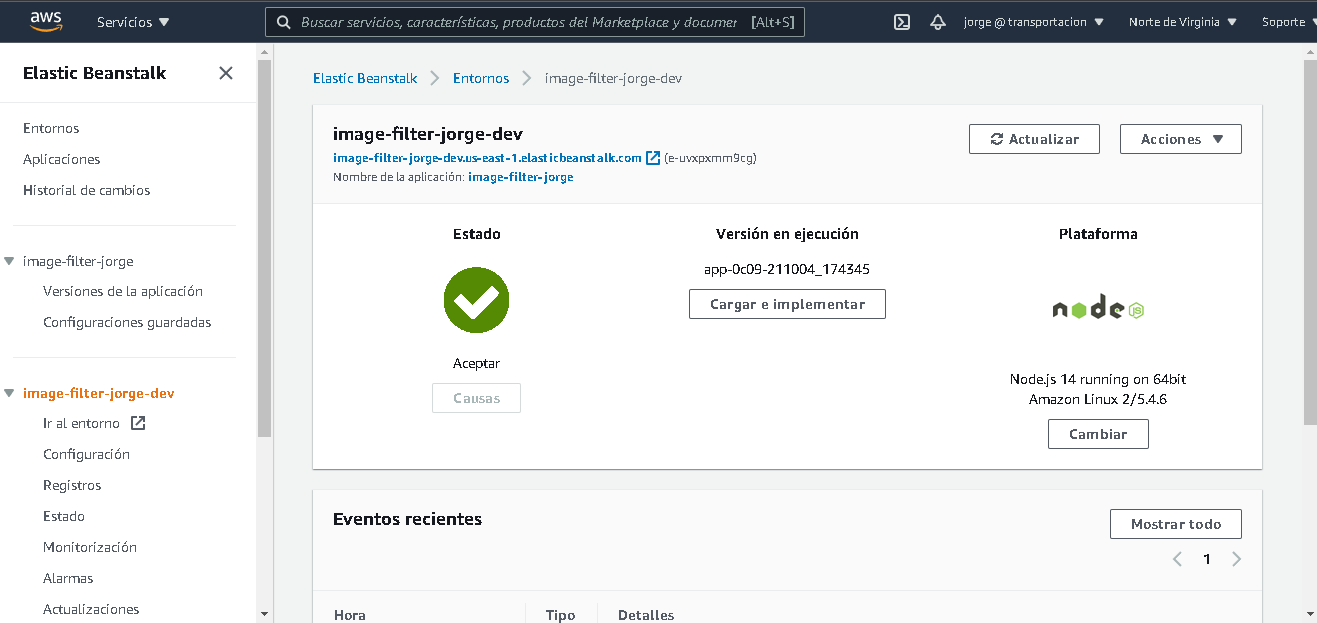 aws
Servicios
Buscar servicios, características, productos del Marketplace y documer [Alt+S]
jorge @ transportacion
Norte de Virginia
Soporte
Elastic Beanstalk
Entornos
Aplicaciones
Historial de cambios
image-filter-jorge
Versiones de la aplicación
Configuraciones guardadas
image-filter-jorge-dev
Ir al entorno
Configuración
Registros
Estado
Monitorización
Alarmas
Actualizaciones
Elastic Beanstalk
Entornos
image-filter-jorge-dev
image-filter-jorge-dev
image-filter-jorge-dev.us-east-1.elasticbeanstalk.com (e-uvxpxmm9cg)
Nombre de la aplicación: image-filter-jorge
Actualizar
Acciones
Estado
Aceptar
Causas
Versión en ejecución
app-0c09-211004_174345
Cargar e implementar
Plataforma
node JS
Node.js 14 running on 64bit
Amazon Linux 2/5.4.6
Cambiar
Eventos recientes
Mostrar todo
1
Hora
Tipo
Detalles